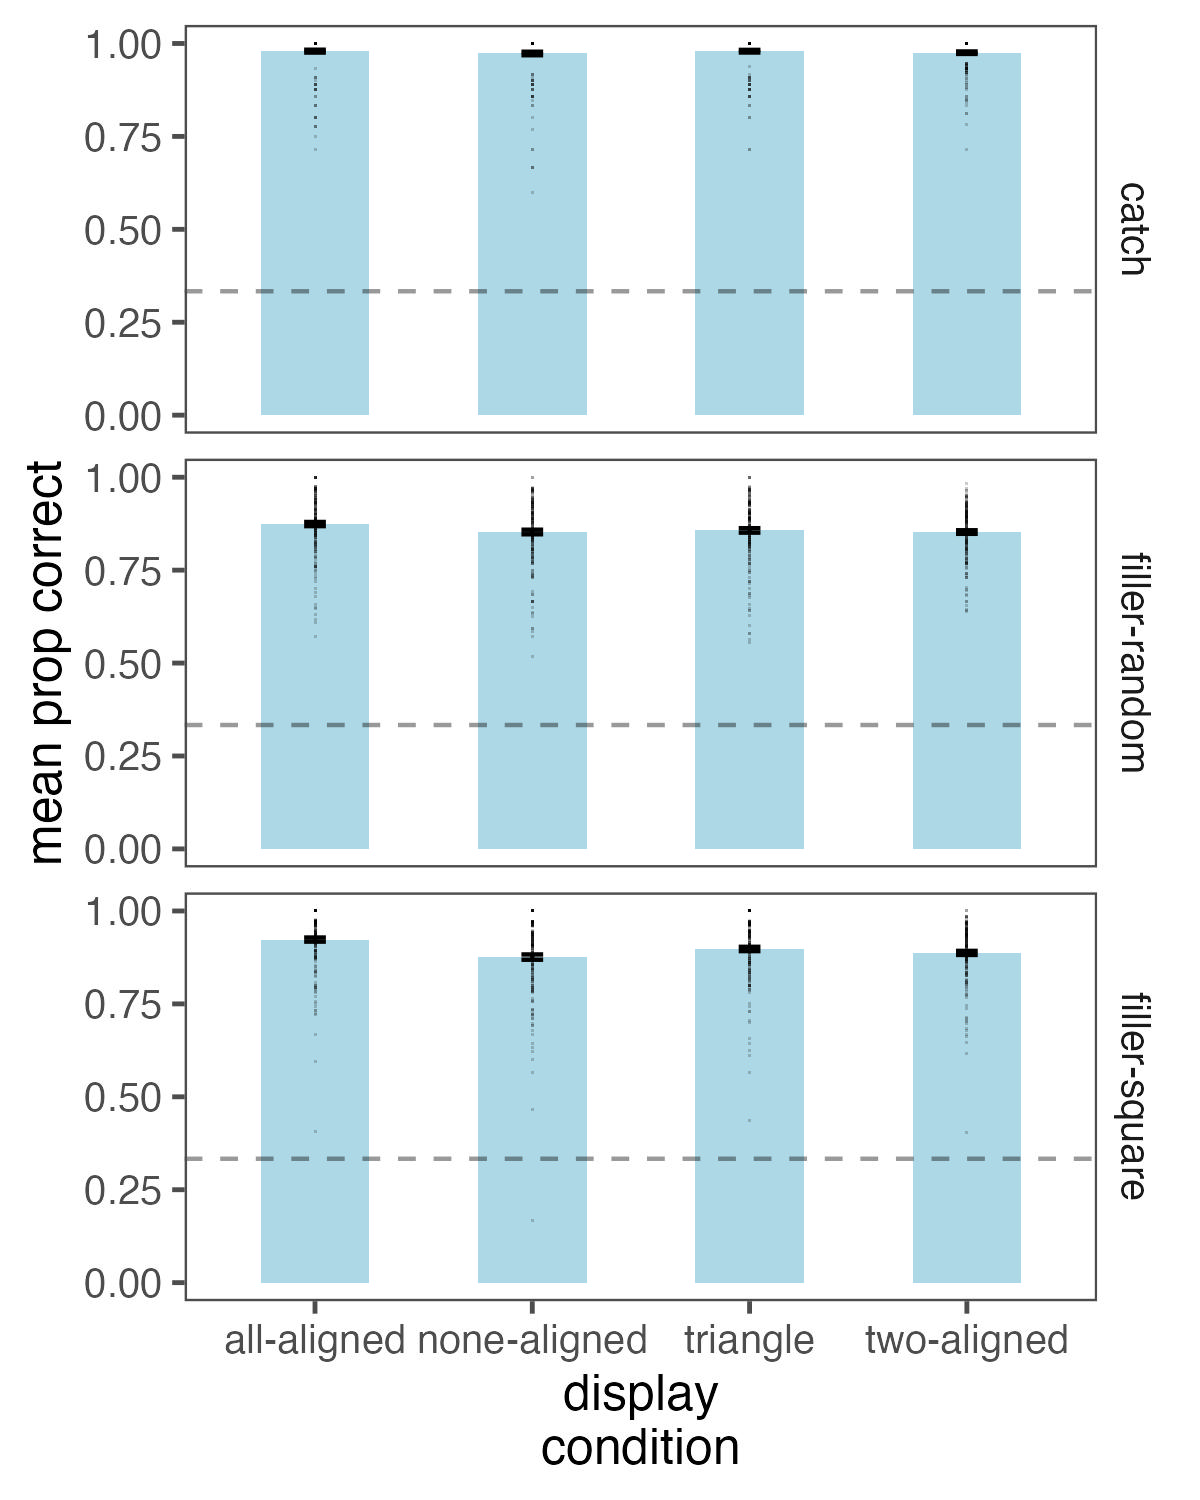 mean prop correct
1.00
0.75
0.50
0.25
0.00
catch
1.00
0.75
0.50
0.25
0.00
filler-random
1.00
0.75
0.50
0.25
0.00
filler-square
all-aligned none-aligned triangle two-aligned
display
condition